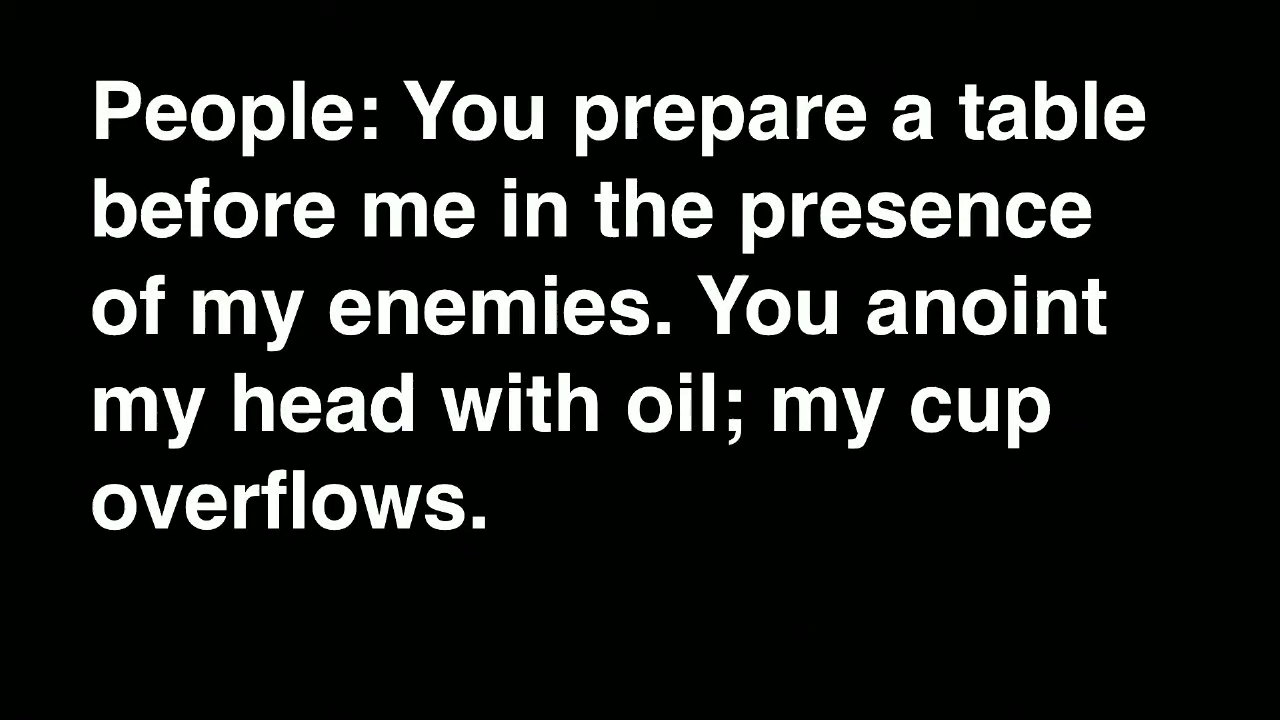 People: You prepare a table
before me in the presence
of my enemies. You anoint
my head with oil; my cup
overflows.